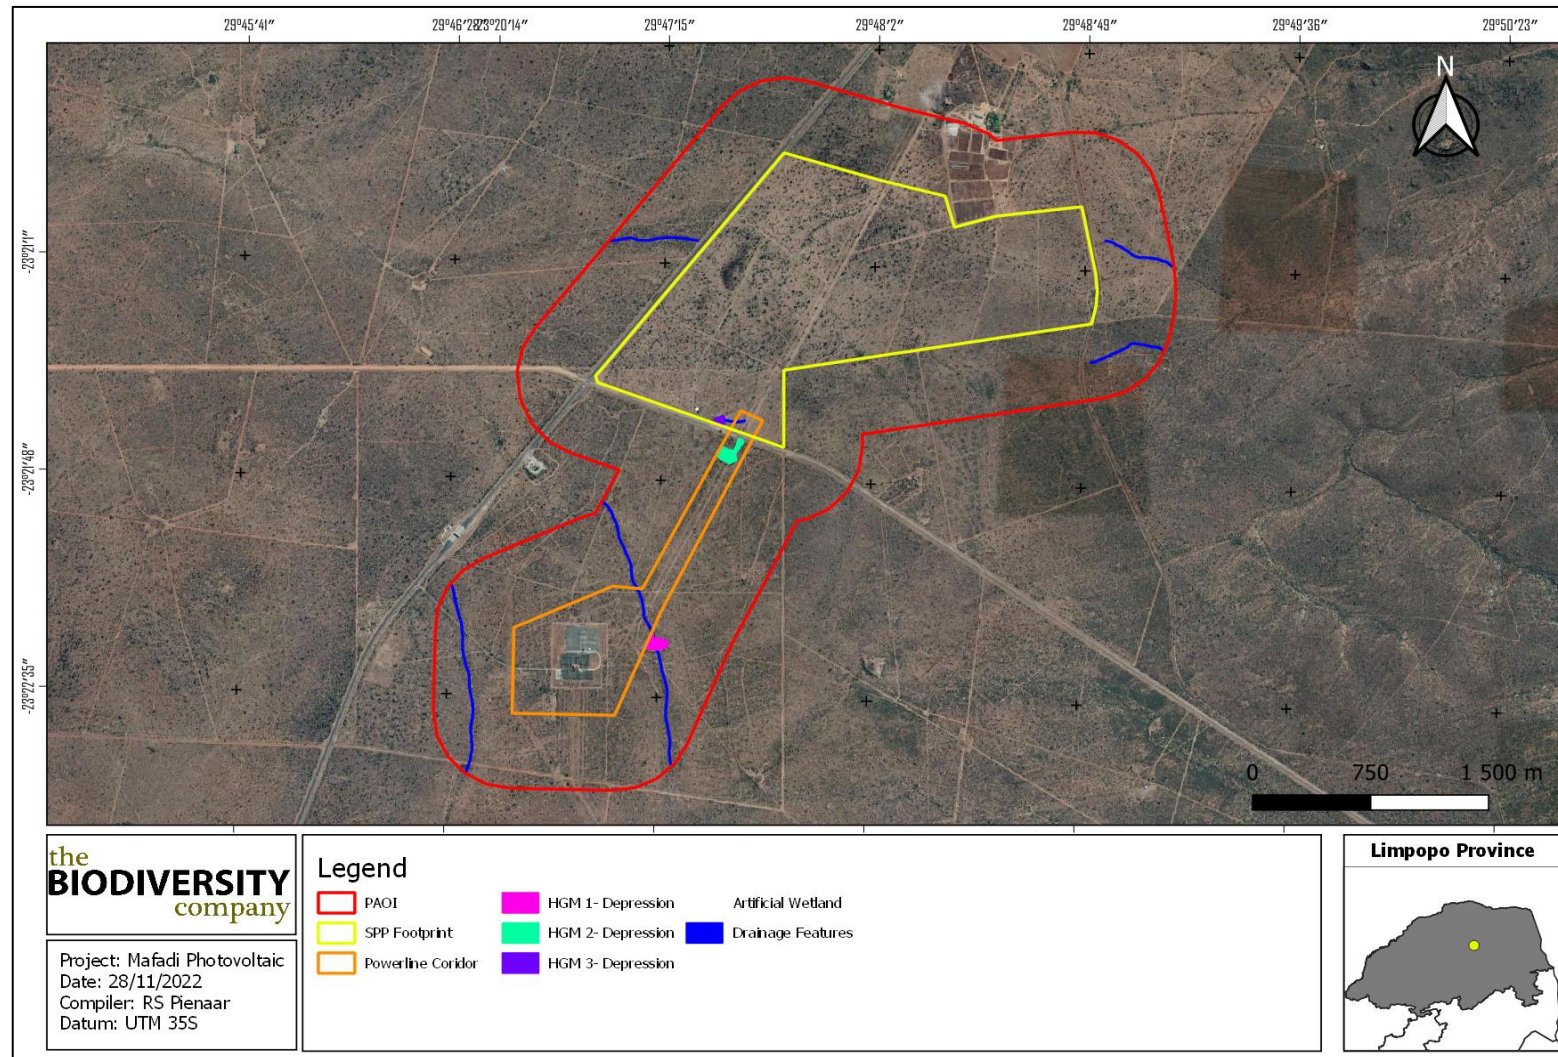 29°45′41″ 29°46′28″ -23°20′14″ 29°47′15″ 29°48′2″ 29°48′49″ 29°49′36″ 29°50′23″
N
-23°21′1″
-23°21′48″
-23°22′35″
0 750 1 500 m
the
BIODIVERSITY
company
Project: Mafadi Photovoltaic
Date: 28/11/2022
Compiler: RS Pienaar
Datum: UTM 35S
Legend
PAOI
SPP Footprint
Powerline Coridor
HGM 1- Depression
HGM 2- Depression
HGM 3- Depression
Artificial Wetland
Drainage Features
Limpopo Province